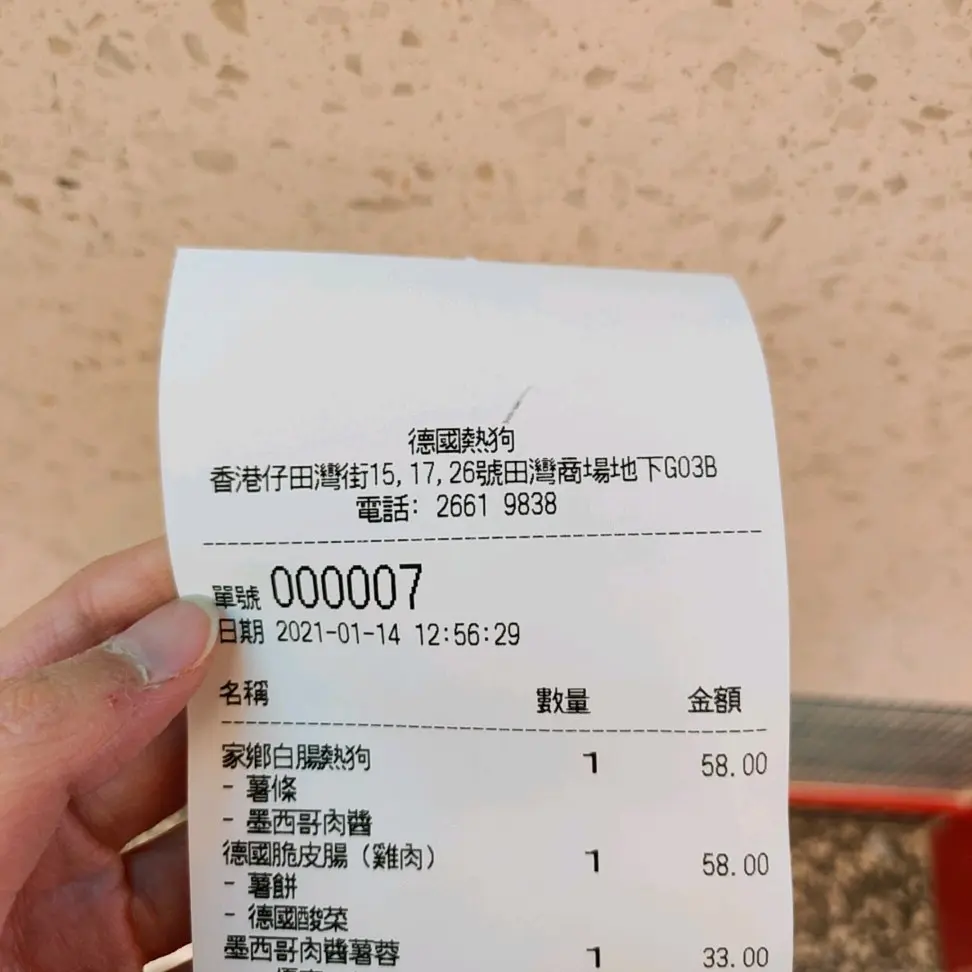 德國熱狗
香港仔田灣街15,17,26號田灣商場地下G03B
電話: 2661 9838
單號 000007
日期 2021-01-14 12:56:29
名稱 數量 金額
家鄉白腸熱狗 1 58.00
- 薯條
- 墨西哥肉醬
德國脆皮腸（雞肉） 1 58.00
- 薯餅
- 德國酸菜
墨西哥肉醬薯蓉 1 33.00